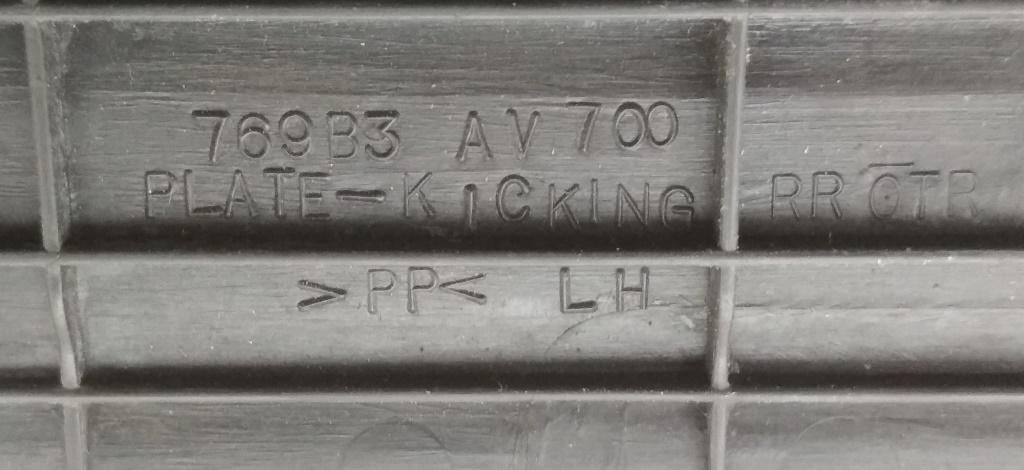 769B3 AV700
PLATE-KICKING RR OTR
>PP< LH